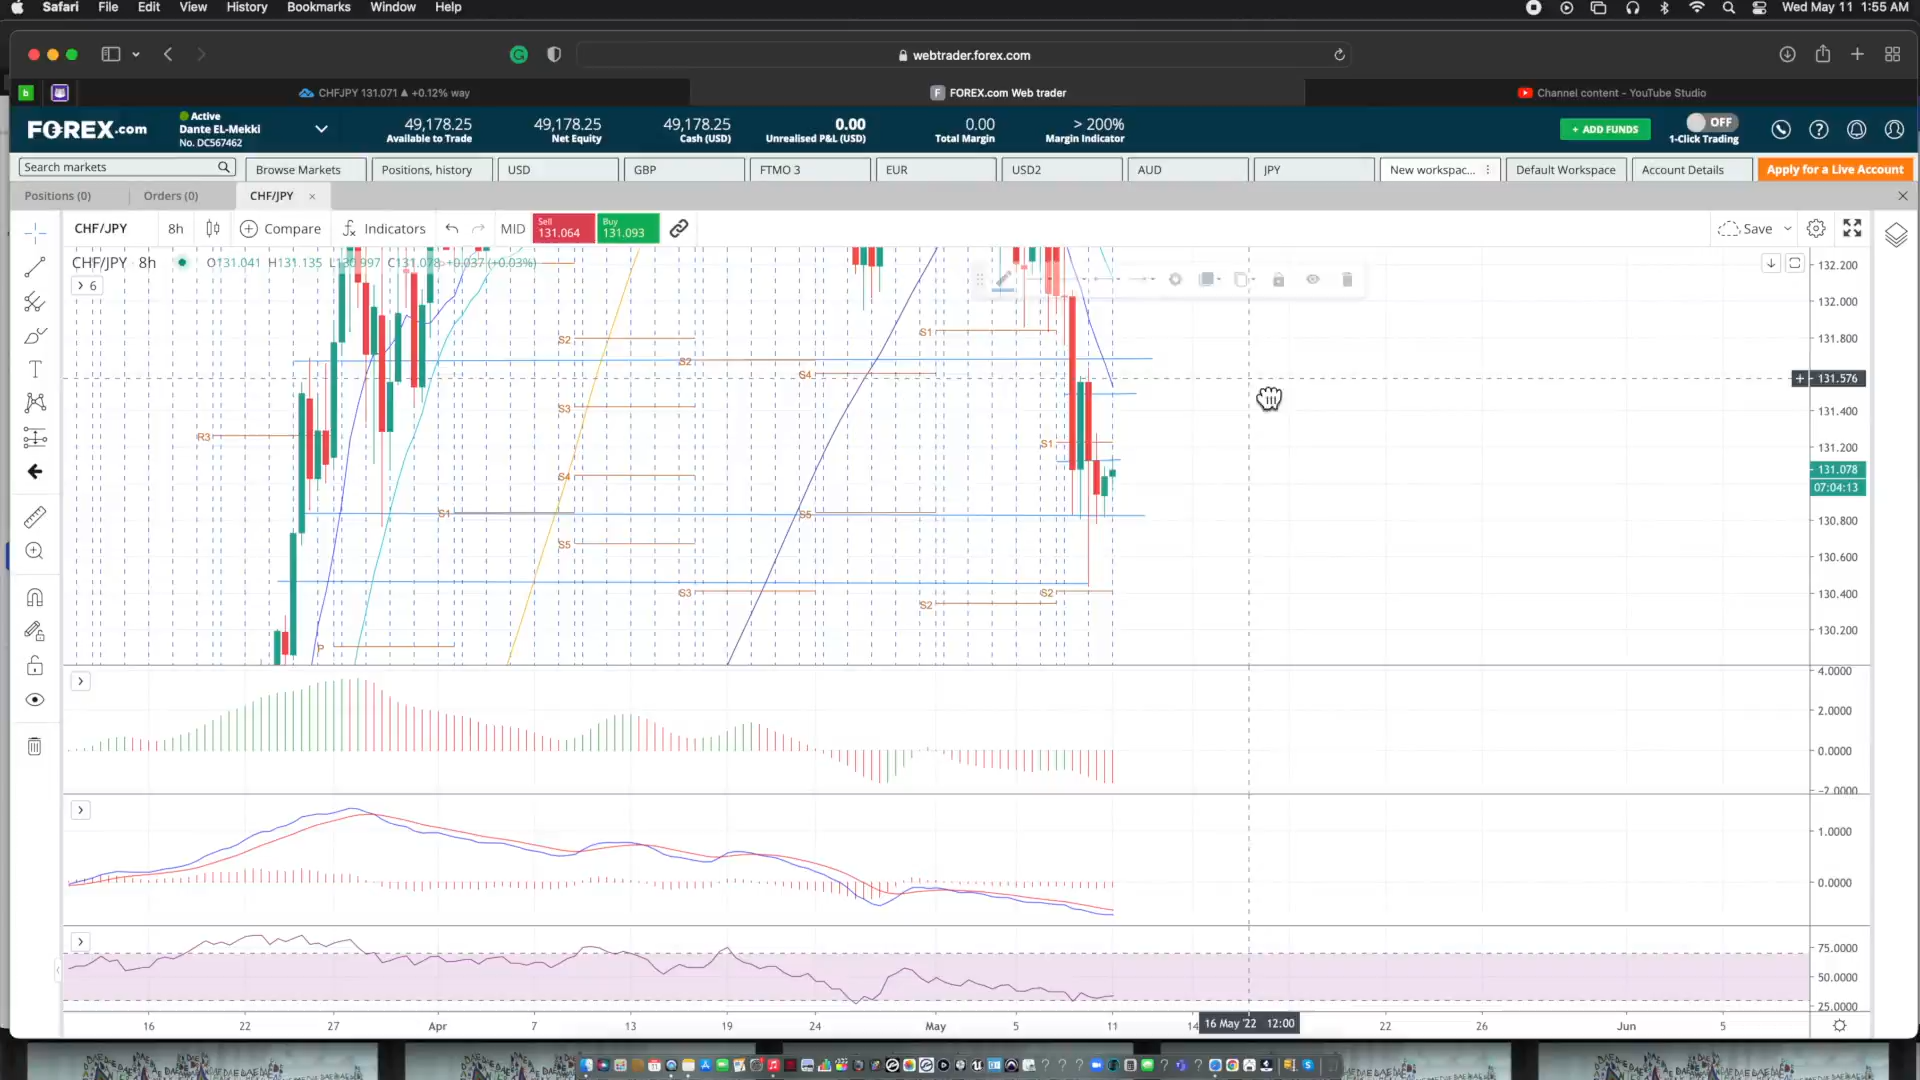 Safari File Edit View History Bookmarks Window Help Wed May 11 1:55 AM
webtrader.forex.com
CHFJPY 131.071 ▲ +0.12% way
FOREX.com Web trader
Channel content - YouTube Studio
FOREX.com
Active
Dante EL-Mekki
No. DC567462
49,178.25
Available to Trade
49,178.25
Net Equity
49,178.25
Cash (USD)
0.00
Unrealised P&L (USD)
0.00
Total Margin
> 200%
Margin Indicator
+ ADD FUNDS
OFF
1-Click Trading
Search markets
Browse Markets
Positions, history
USD
GBP
FTMO 3
EUR
USD2
AUD
JPY
New workspac...
Default Workspace
Account Details
Apply for a Live Account
Positions (0)
Orders (0)
CHF/JPY
CHF/JPY 8h Compare Indicators MID
Sell
131.064
Buy
131.093
Save
CHF/JPY · 8h O131.041 H131.135 L130.997 C131.078 +0.037 (+0.03%)
6
132.200
132.000
131.800
131.576
131.400
131.200
131.078
07:04:13
130.800
130.600
130.400
130.200
S1
S2
S2
S4
S3
R3
S1
S4
S1
S5
S5
S3
S2
S2
P
4.0000
2.0000
0.0000
-2.0000
1.0000
0.0000
75.0000
50.0000
25.0000
16 22 27 Apr 7 13 19 24 May 5 11 14 16 May '22 12:00 22 26 Jun 5